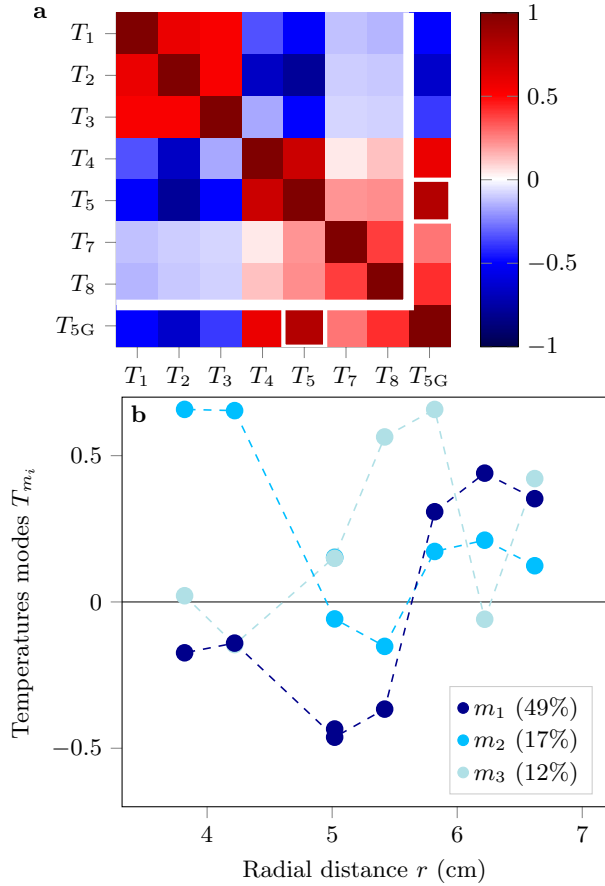 a
T1
T2
T3
T4
T5
T7
T8
T5G
T1 T2 T3 T4 T5 T7 T8 T5G
1
0.5
0
−0.5
−1
b
Temperatures modes Tmi
0.5
0
−0.5
m1 (49%)
m2 (17%)
m3 (12%)
4 5 6 7
Radial distance r (cm)